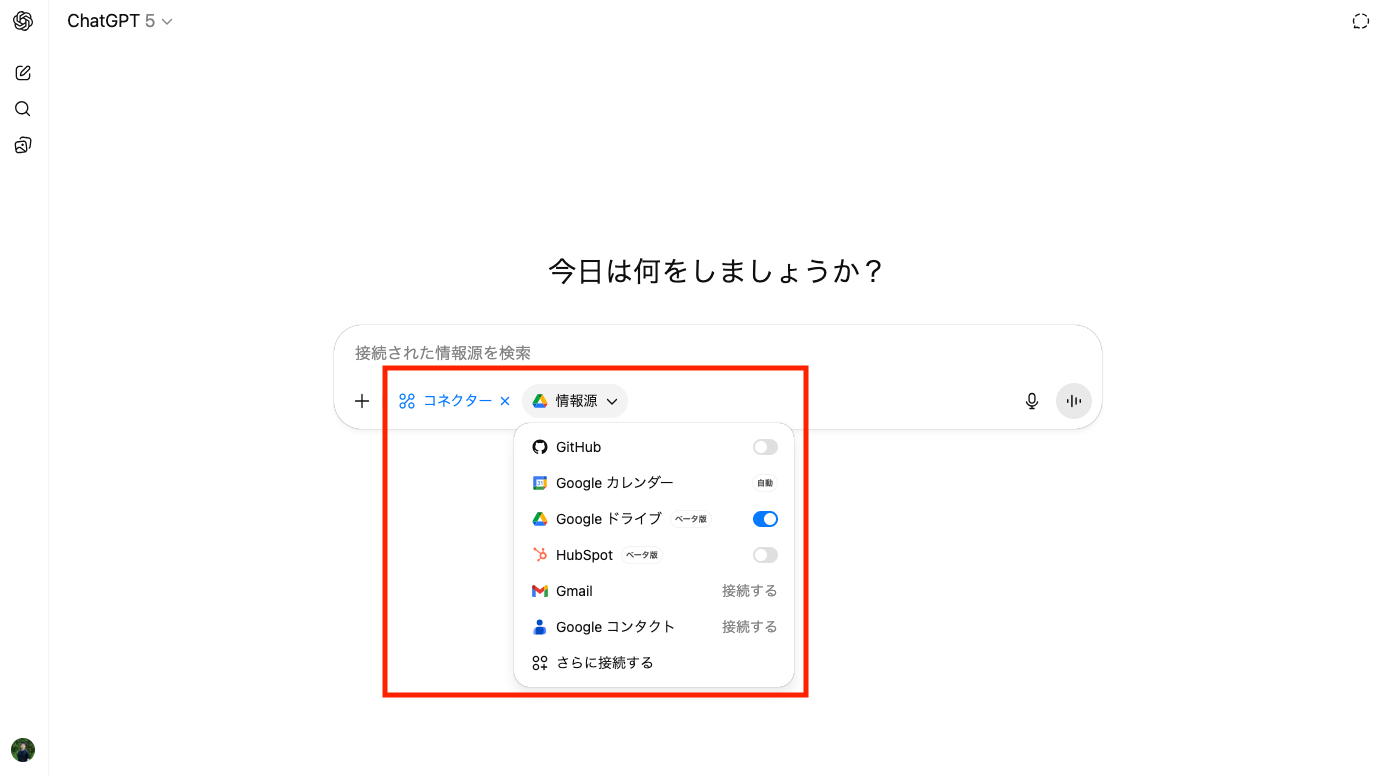 ChatGPT 5
今日は何をしましょうか？
接続された情報源を検索
コネクター 情報源
GitHub
Google カレンダー 自動
Google ドライブ ベータ版
HubSpot ベータ版
Gmail 接続する
Google コンタクト 接続する
さらに接続する